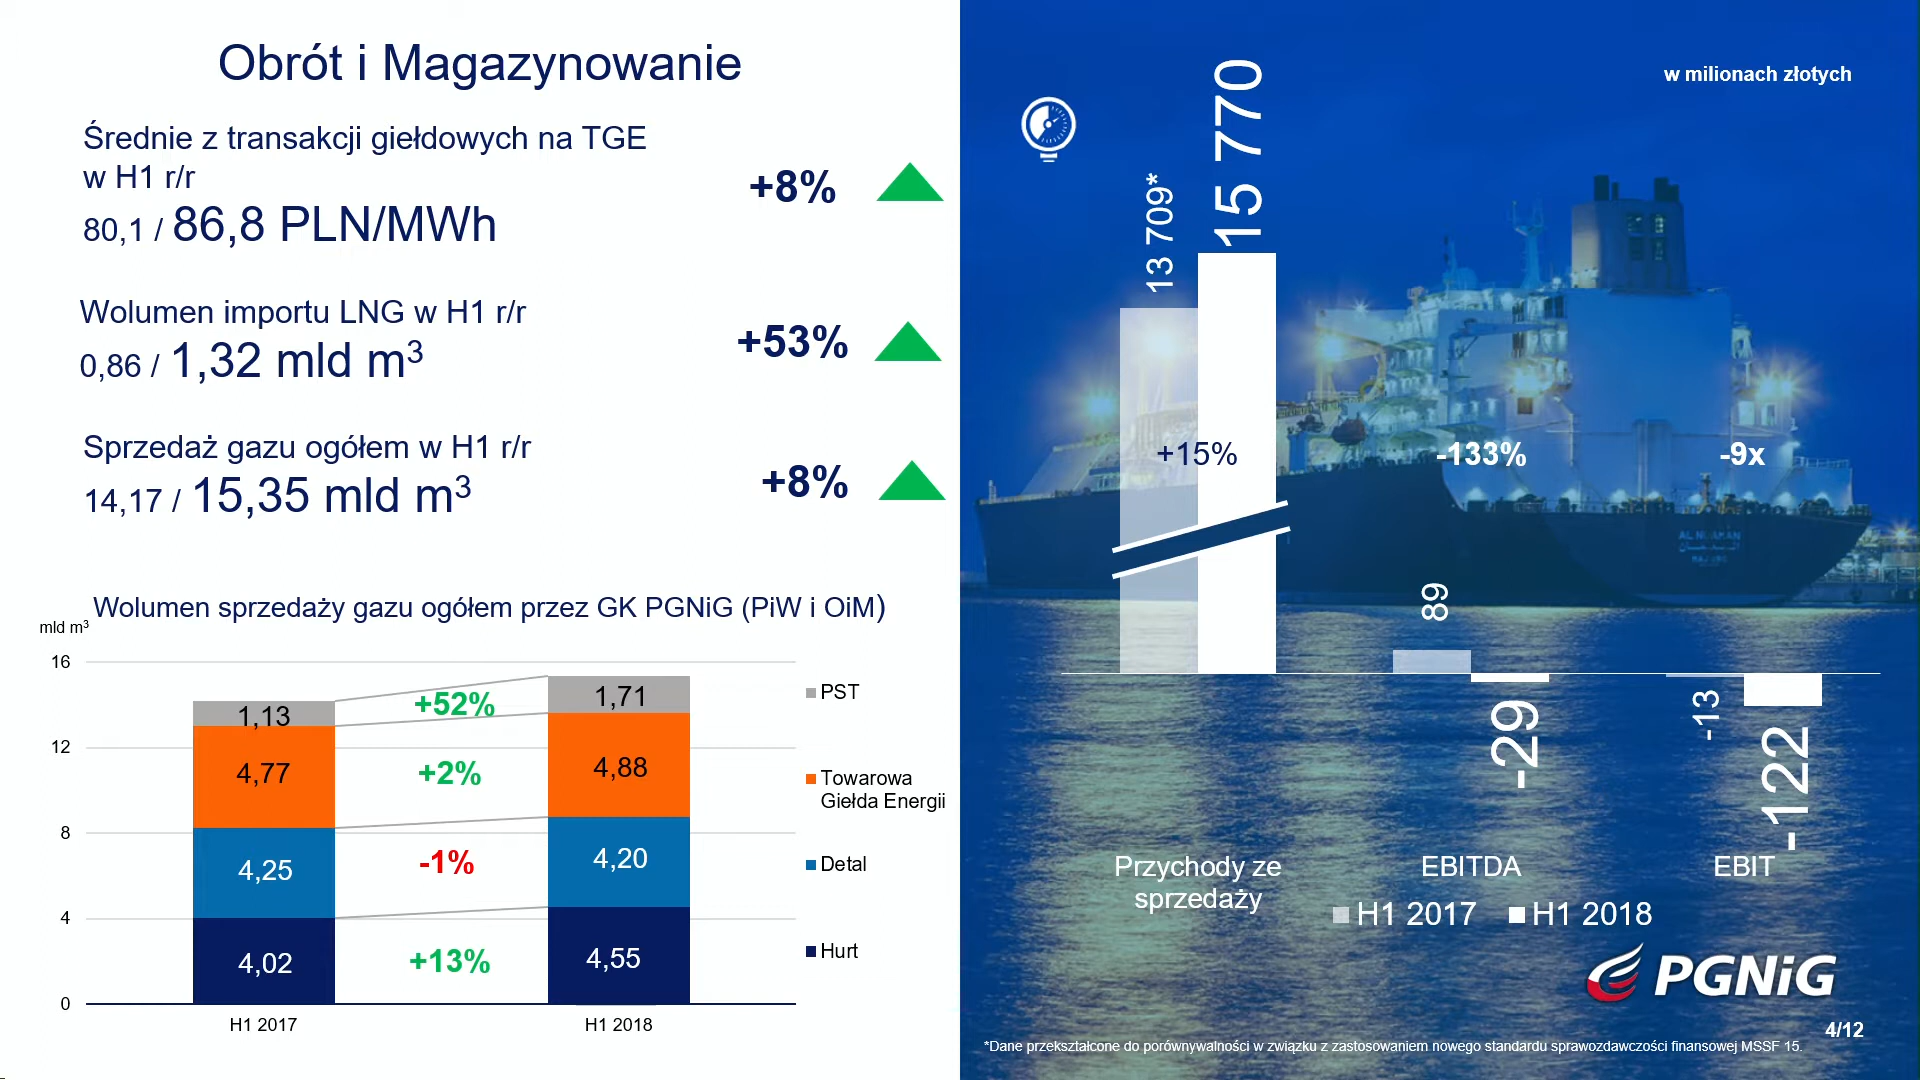 Obrót i Magazynowanie
Średnie z transakcji giełdowych na TGE
w H1 r/r
80,1 / 86,8 PLN/MWh
+8%
Wolumen importu LNG w H1 r/r
0,86 / 1,32 mld m³
+53%
Sprzedaż gazu ogółem w H1 r/r
14,17 / 15,35 mld m³
+8%
Wolumen sprzedaży gazu ogółem przez GK PGNiG (PiW i OiM)
mld m³
16
12
8
4
0
1,13
4,77
4,25
4,02
+52%
+2%
-1%
+13%
1,71
4,88
4,20
4,55
H1 2017
H1 2018
PST
Towarowa
Giełda Energii
Detal
Hurt
w milionach złotych
13 709*
15 770
+15%
-133%
-9x
89
-29
-13
-122
AL NUAMAN
Przychody ze
sprzedaży
EBITDA
EBIT
H1 2017
H1 2018
PGNiG
4/12
*Dane przekształcone do porównywalności w związku z zastosowaniem nowego standardu sprawozdawczości finansowej MSSF 15.